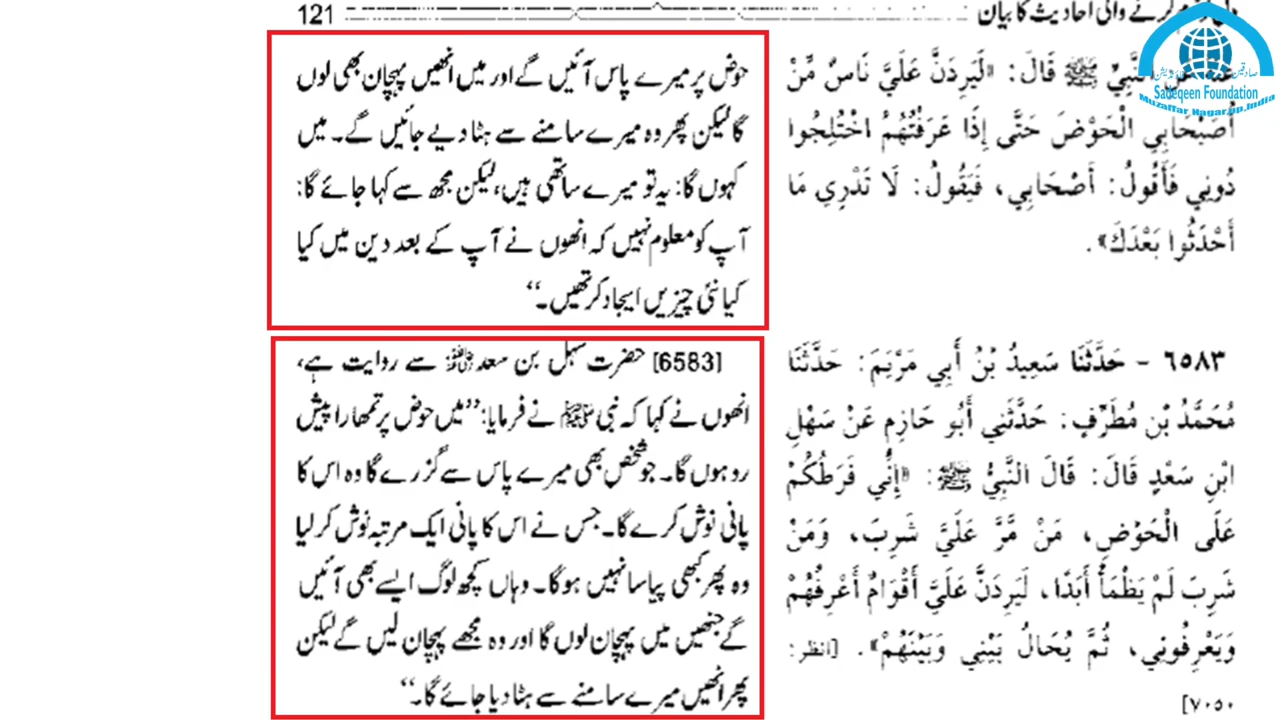 121
نے والی احادیث کا بیان
النَّبِيِّ ﷺ قَالَ: «لَيَرِدَنَّ عَلَيَّ نَاسٌ مِّنْ
أُصَيْحَابِي الْحَوْضَ حَتَّى إِذَا عَرَفْتُهُمُ اخْتُلِجُوا
دُونِي فَأَقُولُ: أَصْحَابِي، فَيَقُولُ: لَا تَدْرِي مَا
أَحْدَثُوا بَعْدَكَ».
حوض پر میرے پاس آئیں گے اور میں انھیں پہچان بھی لوں
گا لیکن پھر وہ میرے سامنے سے ہٹا دیے جائیں گے۔ میں
کہوں گا: یہ تو میرے ساتھی ہیں، لیکن مجھ سے کہا جائے گا:
آپ کو معلوم نہیں کہ انھوں نے آپ کے بعد دین میں کیا
کیا نئی چیزیں ایجاد کر تھیں۔“
٦٥٨٣ - حَدَّثَنَا سَعِيدُ بْنُ أَبِي مَرْيَمَ: حَدَّثَنَا
مُحَمَّدُ بْنُ مُطَرِّفٍ: حَدَّثَنِي أَبُو حَازِمٍ عَنْ سَهْلِ
ابْنِ سَعْدٍ قَالَ: قَالَ النَّبِيُّ ﷺ: «إِنِّي فَرَطُكُمْ
عَلَى الْحَوْضِ، مَنْ مَّرَّ عَلَيَّ شَرِبَ، وَمَنْ
شَرِبَ لَمْ يَظْمَأْ أَبَدًا، لَيَرِدَنَّ عَلَيَّ أَقْوَامٌ أَعْرِفُهُمْ
وَيَعْرِفُونِي، ثُمَّ يُحَالُ بَيْنِي وَبَيْنَهُمْ». [انظر:
٧٠٥٠]
[6583] حضرت سہل بن سعد ؓ سے روایت ہے،
انھوں نے کہا کہ نبی ﷺ نے فرمایا: ”میں حوض پر تمھارا پیش
رو ہوں گا۔ جو شخص بھی میرے پاس سے گزرے گا وہ اس کا
پانی نوش کرے گا۔ جس نے اس کا پانی ایک مرتبہ نوش کر لیا
وہ پھر کبھی پیاسا نہیں ہوگا۔ وہاں کچھ لوگ ایسے بھی آئیں
گے جنھیں میں پہچان لوں گا اور وہ مجھے پہچان لیں گے لیکن
پھر انھیں میرے سامنے سے ہٹا دیا جائے گا۔“
Sadeqeen Foundation
Muzaffar Nagar,up,India